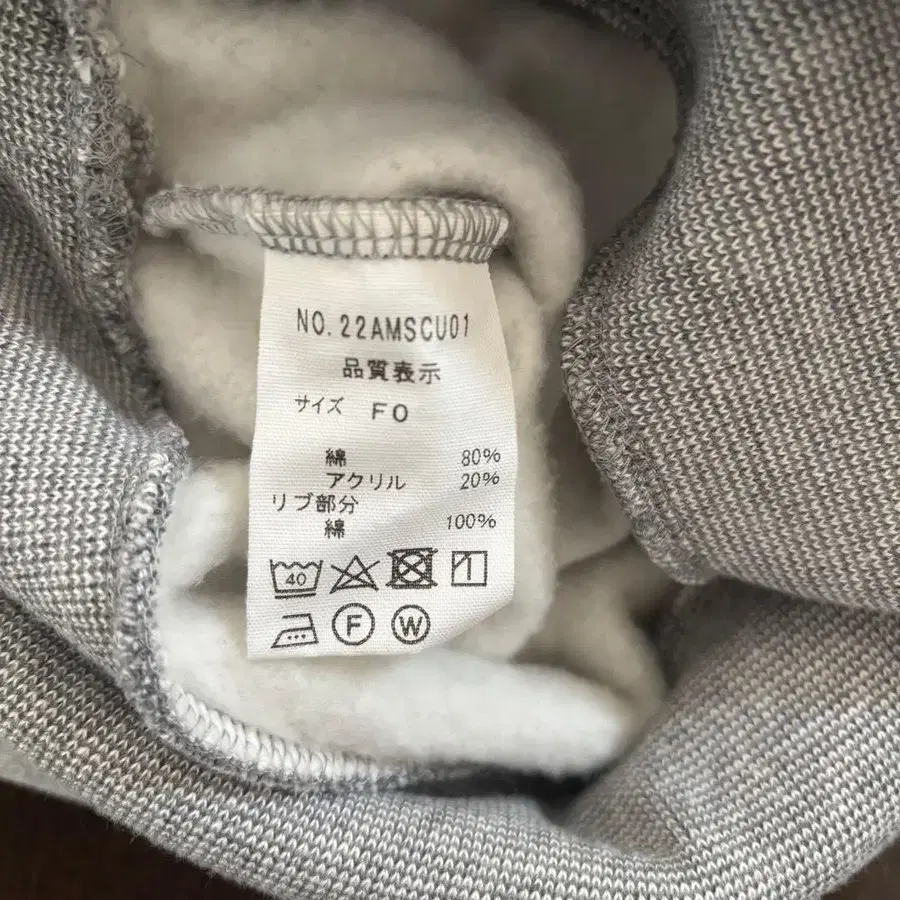 NO.22AMSCU01
品質表示
サイズ FO
綿 80%
アクリル 20%
リブ部分
綿 100%
40
F W